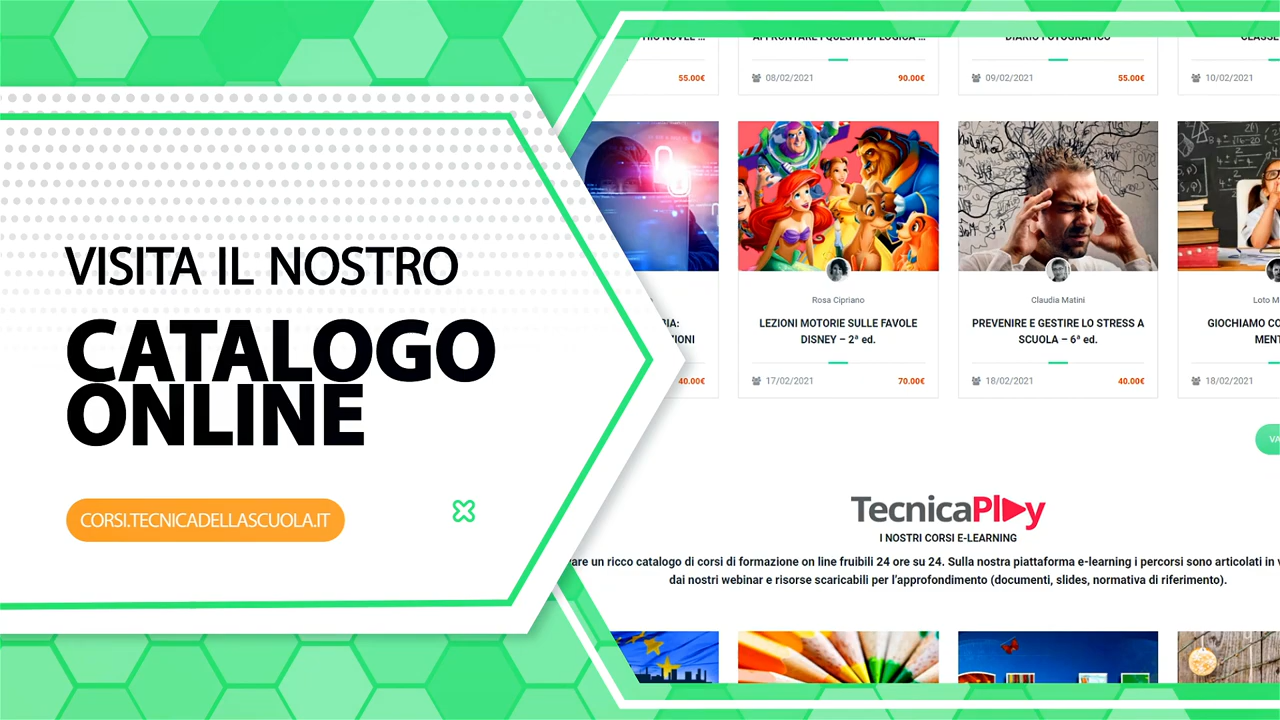 VISITA IL NOSTRO
CATALOGO
ONLINE
CORSI.TECNICADELLASCUOLA.IT
55.00€
08/02/2021
90.00€
DIARIO FOTOGRAFICO
09/02/2021
55.00€
10/02/2021
40.00€
Rosa Cipriano
LEZIONI MOTORIE SULLE FAVOLE
DISNEY – 2ª ed.
17/02/2021
70.00€
Claudia Matini
PREVENIRE E GESTIRE LO STRESS A
SCUOLA – 6ª ed.
18/02/2021
40.00€
Loto
GIOCHIAMO
18/02/2021
TecnicaPlay
I NOSTRI CORSI E-LEARNING
un ricco catalogo di corsi di formazione on line fruibili 24 ore su 24. Sulla nostra piattaforma e-learning i percorsi sono articolati in
dai nostri webinar e risorse scaricabili per l'approfondimento (documenti, slides, normativa di riferimento).